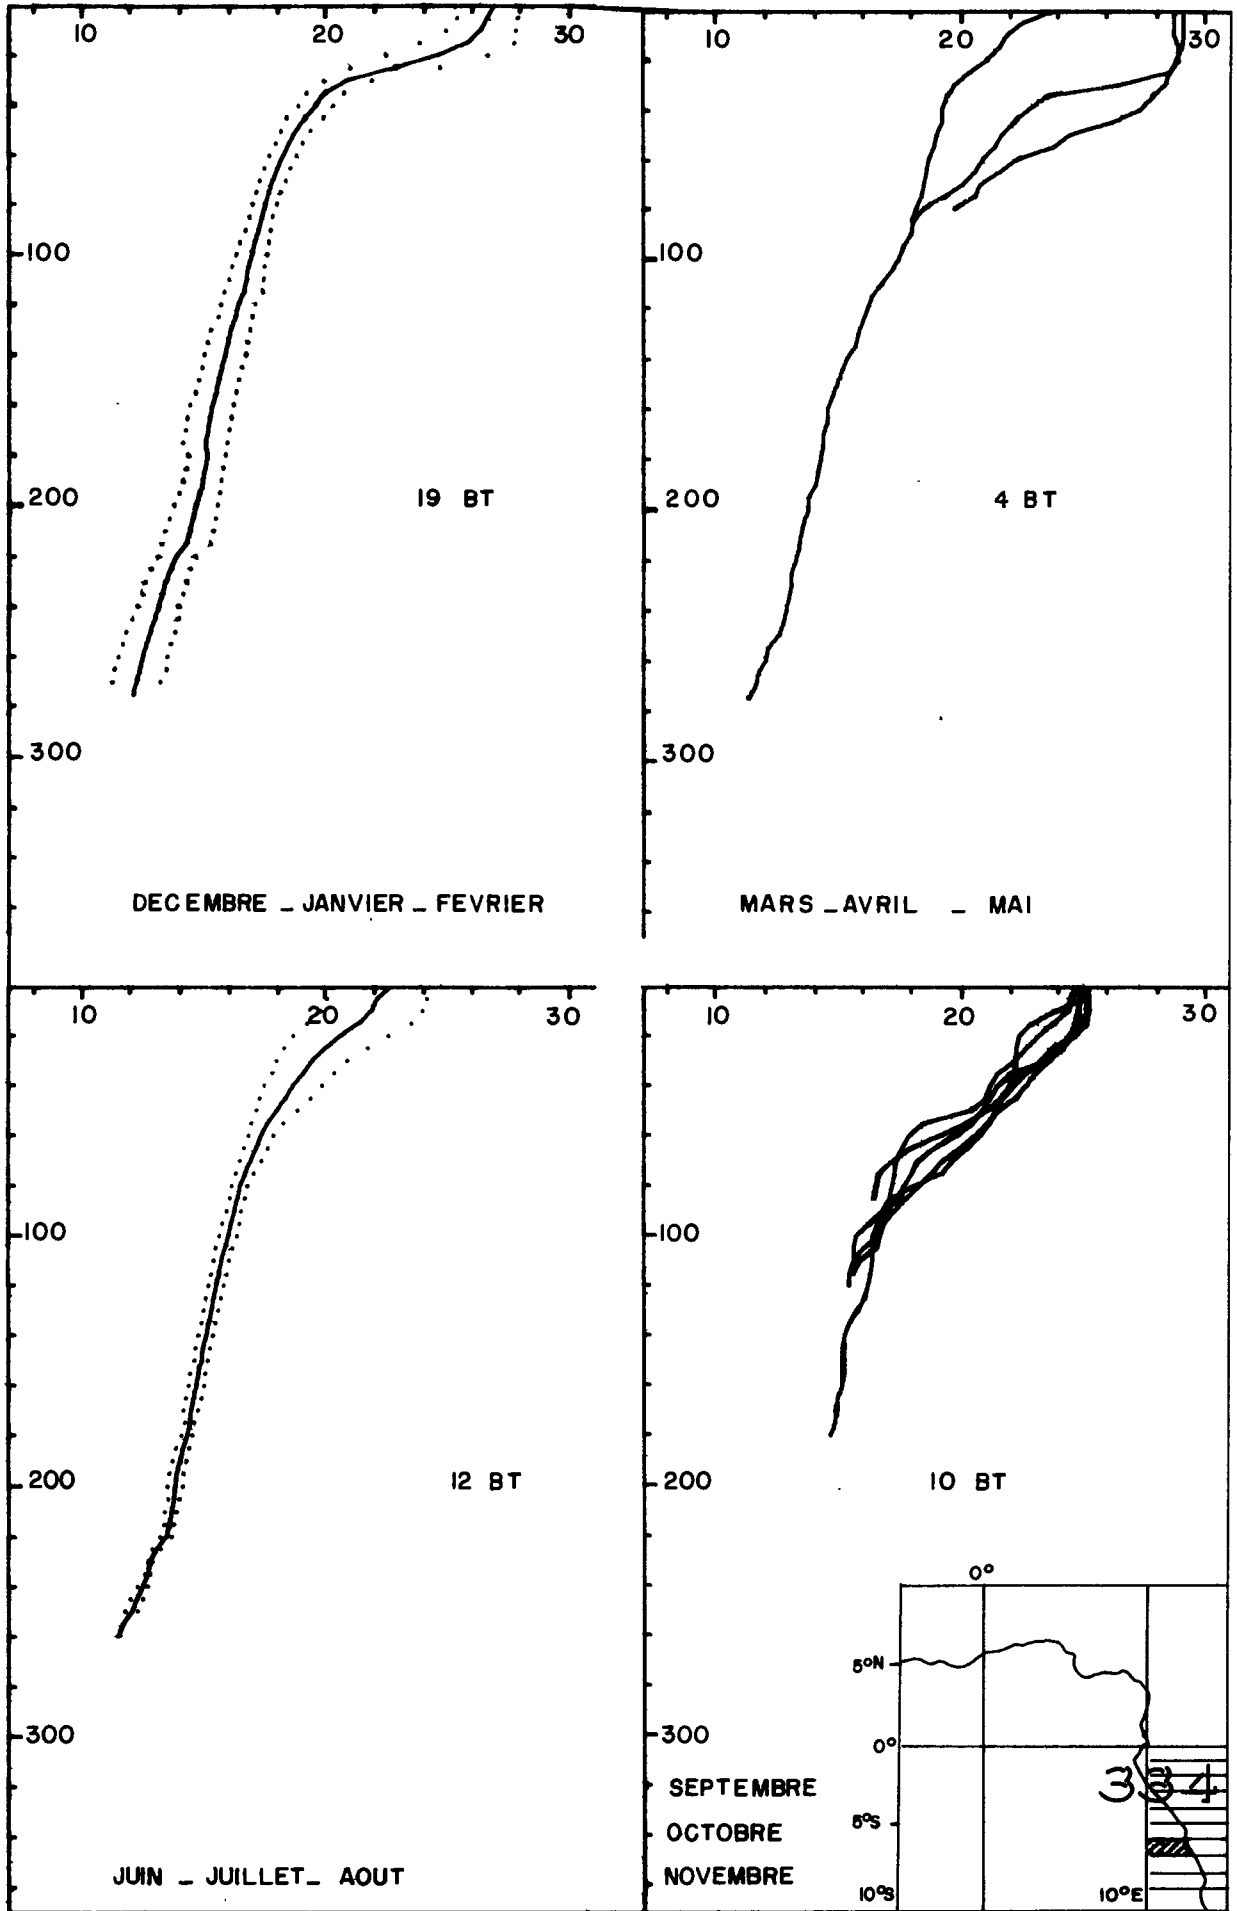 10 20 30
100
200
19 BT
300
DECEMBRE _ JANVIER _ FEVRIER
10 20 30
100
200
4 BT
300
MARS _ AVRIL _ MAI
10 20 30
100
200
12 BT
300
JUIN _ JUILLET _ AOUT
10 20 30
100
200
10 BT
300
SEPTEMBRE
OCTOBRE
NOVEMBRE
0°
5°N
0°
334
5°S
10°S
10°E